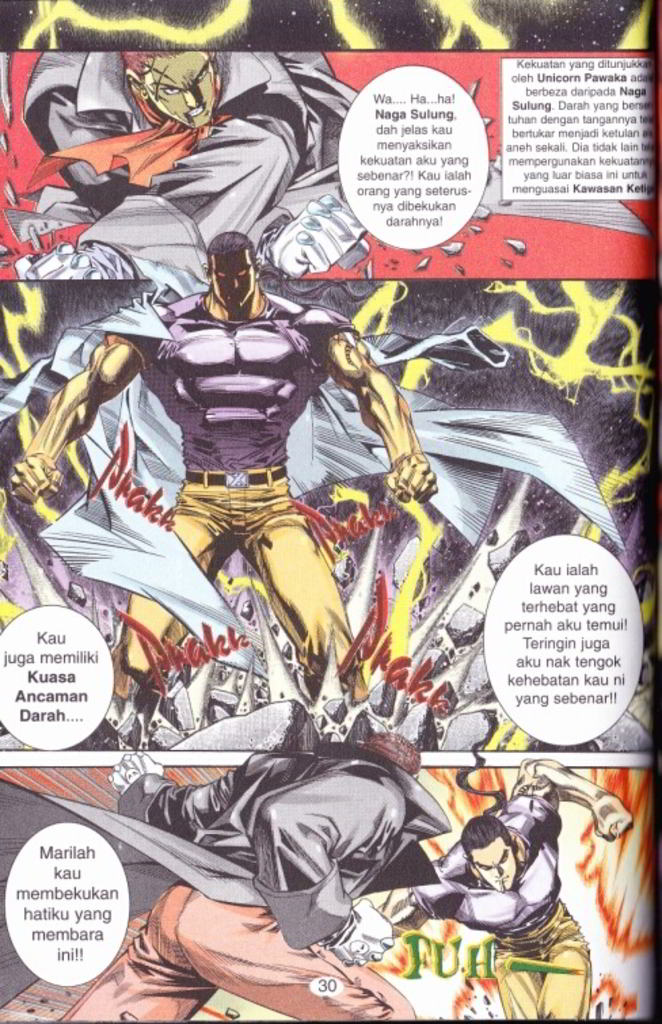 Wa.... Ha...ha!
Naga Sulung,
dah jelas kau
menyaksikan
kekuatan aku yang
sebenar?! Kau ialah
orang yang seterus-
nya dibekukan
darahnya!
Kekuatan yang ditunjukkan
oleh Unicorn Pawaka
berbeza daripada Naga
Sulung. Darah yang
tuhan dengan tangannya
bertukar menjadi ketulan
aneh sekali. Dia tidak lain
mempergunakan
yang luar biasa ini untuk
menguasai Kawasan
Prakk
Prakk
Prakk
Prakk
Kau
juga memiliki
Kuasa
Ancaman
Darah....
Kau ialah
lawan yang
terhebat yang
pernah aku temui!
Teringin juga
aku nak tengok
kehebatan kau ni
yang sebenar!!
Marilah
kau
membekukan
hatiku yang
membara
ini!!
FUH
30